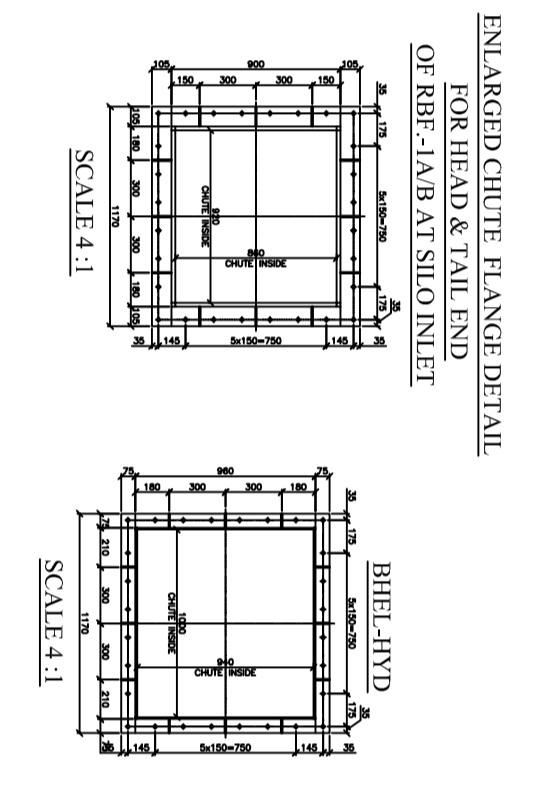 ENLARGED CHUTE FLANGE DETAIL
FOR HEAD & TAIL END
OF RBF.-1A/B AT SILO INLET
105 900 105
150 300 300 150
35 175 5x150=750 175 35
920
CHUTE INSIDE
860
CHUTE INSIDE
105 180 300 300 180 105
1170
35 145 5x150=750 145 35
SCALE 4:1
BHEL-HYD
75 960 75
180 300 300 180
35 175 5x150=750 175 35
1000
CHUTE INSIDE
940
CHUTE INSIDE
75 210 300 300 210
1170
145 5x150=750 145 35
SCALE 4:1